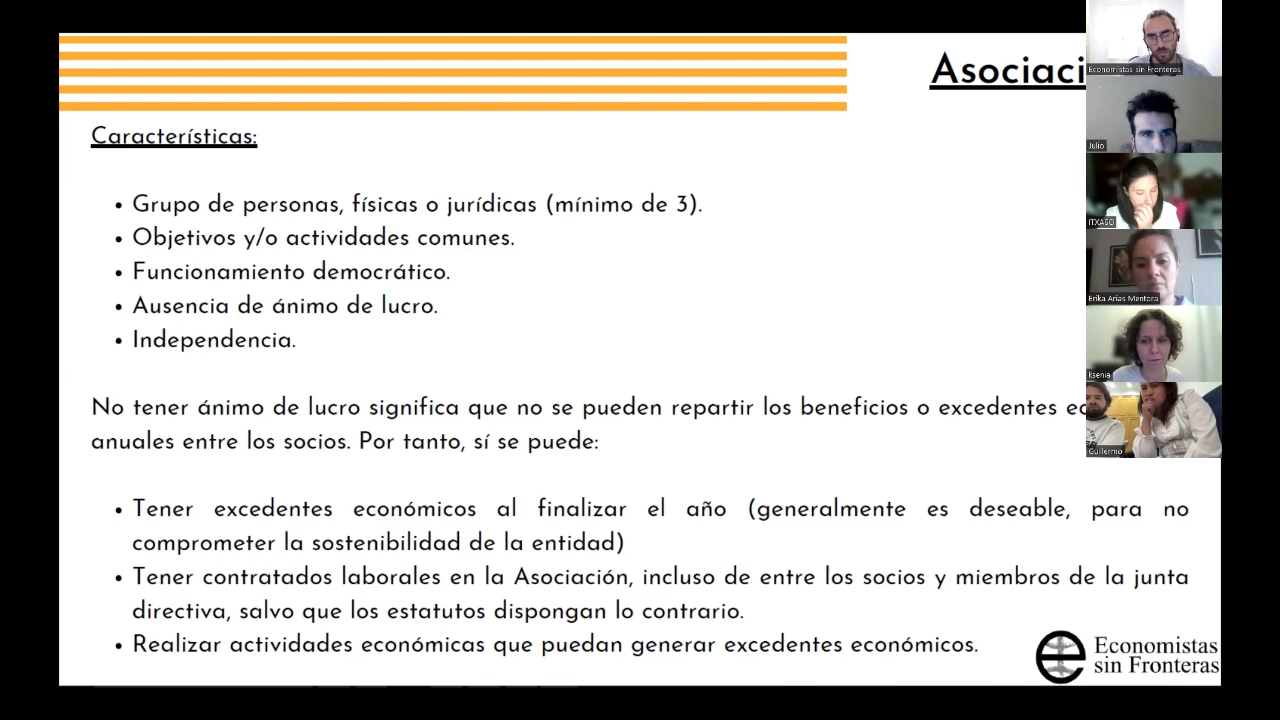 Asociaci
Características:
• Grupo de personas, físicas o jurídicas (mínimo de 3).
• Objetivos y/o actividades comunes.
• Funcionamiento democrático.
• Ausencia de ánimo de lucro.
• Independencia.
No tener ánimo de lucro significa que no se pueden repartir los beneficios o excedentes ec
anuales entre los socios. Por tanto, sí se puede:
• Tener excedentes económicos al finalizar el año (generalmente es deseable, para no
comprometer la sostenibilidad de la entidad)
• Tener contratados laborales en la Asociación, incluso de entre los socios y miembros de la junta
directiva, salvo que los estatutos dispongan lo contrario.
• Realizar actividades económicas que puedan generar excedentes económicos.
Economistas
sin Fronteras
Economistas sin Fronteras
Julio
ITXASO
Erika Arias Mentora
ksenia
Guillermo